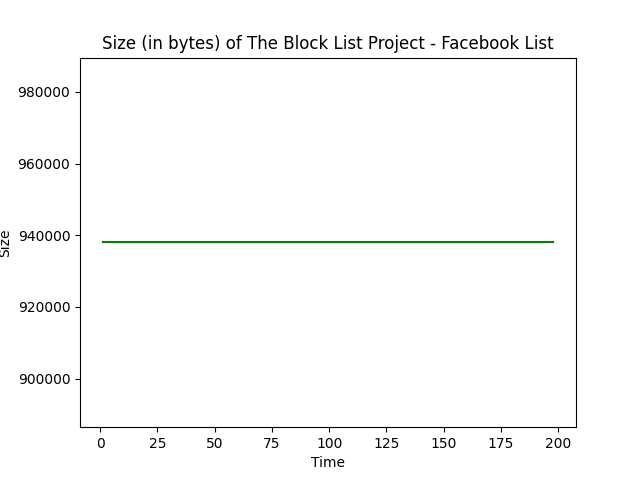 Size (in bytes) of The Block List Project - Facebook List
980000
960000
940000
920000
900000
Size
0 25 50 75 100 125 150 175 200
Time